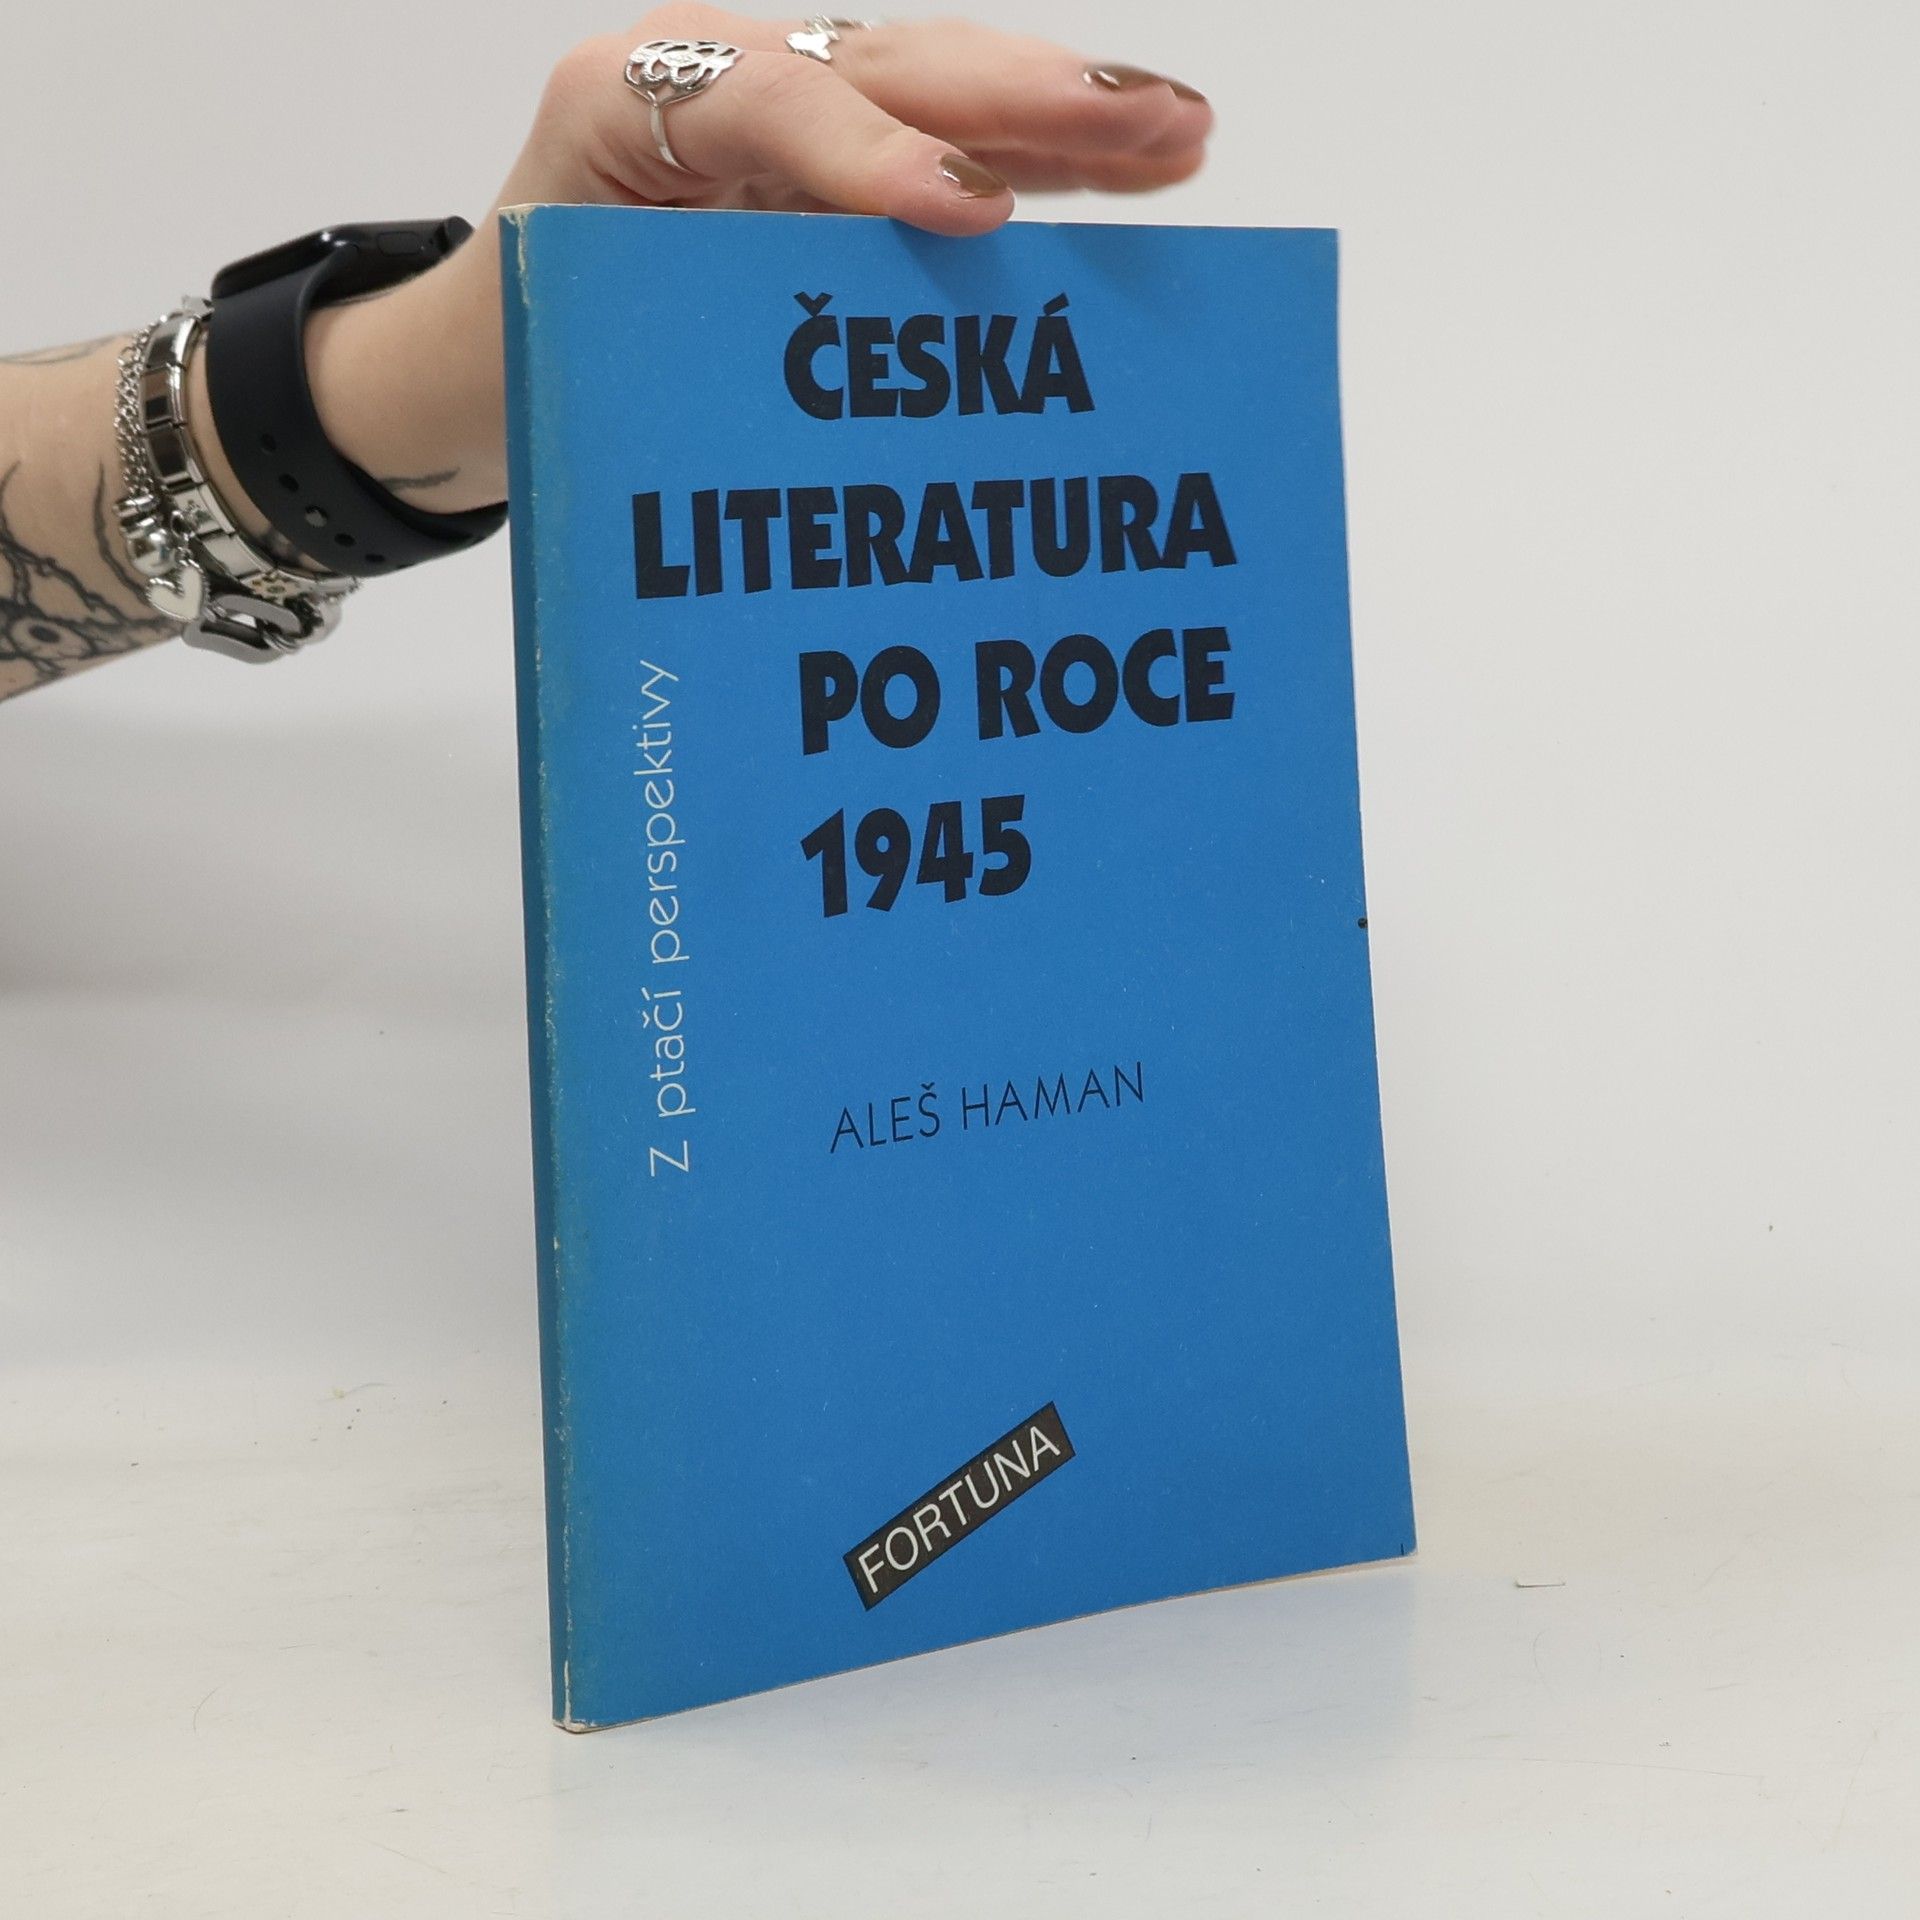 ČESKÁ
LITERATURA
PO ROCE
1945
Z ptačí perspektivy
ALEŠ HAMAN
FORTUNA